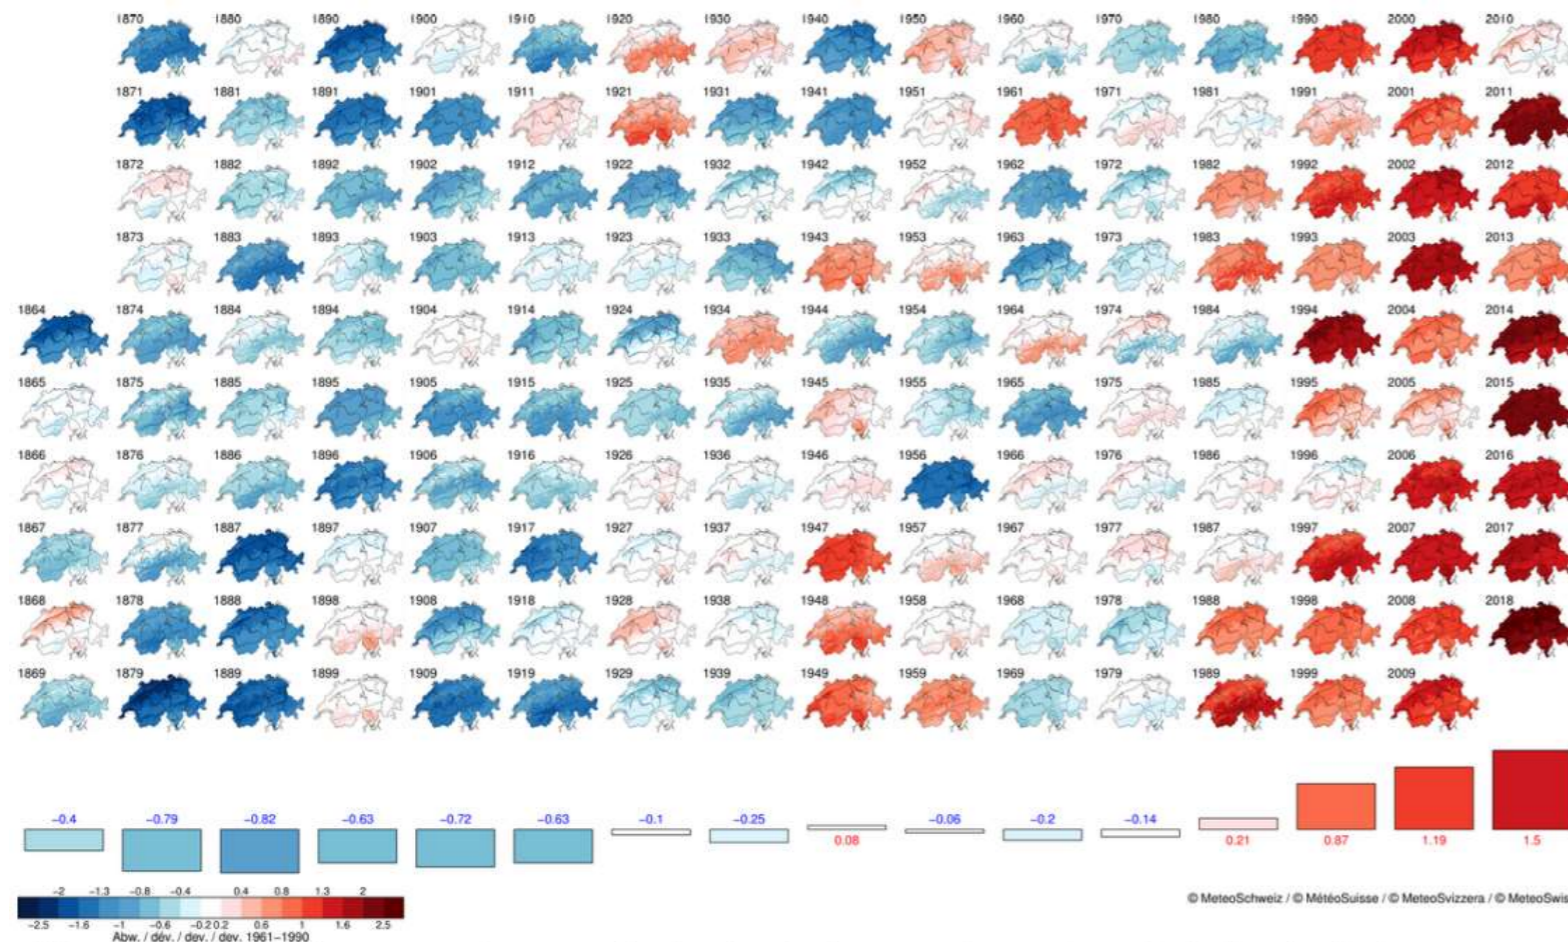 1870 1880 1890 1900 1910 1920 1930 1940 1950 1960 1970 1980 1990 2000 2010
1871 1881 1891 1901 1911 1921 1931 1941 1951 1961 1971 1981 1991 2001 2011
1872 1882 1892 1902 1912 1922 1932 1942 1952 1962 1972 1982 1992 2002 2012
1873 1883 1893 1903 1913 1923 1933 1943 1953 1963 1973 1983 1993 2003 2013
1864 1874 1884 1894 1904 1914 1924 1934 1944 1954 1964 1974 1984 1994 2004 2014
1865 1875 1885 1895 1905 1915 1925 1935 1945 1955 1965 1975 1985 1995 2005 2015
1866 1876 1886 1896 1906 1916 1926 1936 1946 1956 1966 1976 1986 1996 2006 2016
1867 1877 1887 1897 1907 1917 1927 1937 1947 1957 1967 1977 1987 1997 2007 2017
1868 1878 1888 1898 1908 1918 1928 1938 1948 1958 1968 1978 1988 1998 2008 2018
1869 1879 1889 1899 1909 1919 1929 1939 1949 1959 1969 1979 1989 1999 2009
−0.4 −0.79 −0.82 −0.63 −0.72 −0.63 −0.1 −0.25 −0.06 −0.2 −0.14
0.08 0.21 0.87 1.19 1.5
−2 −1.3 −0.8 −0.4 0.4 0.8 1.3 2
© MeteoSchweiz / © MétéoSuisse / © MeteoSvizzera / © MeteoSwis
−2.5 −1.6 −1 −0.6 −0.2 0.2 0.6 1 1.6 2.5
Abw. / dév. / dev. / dev. 1961−1990